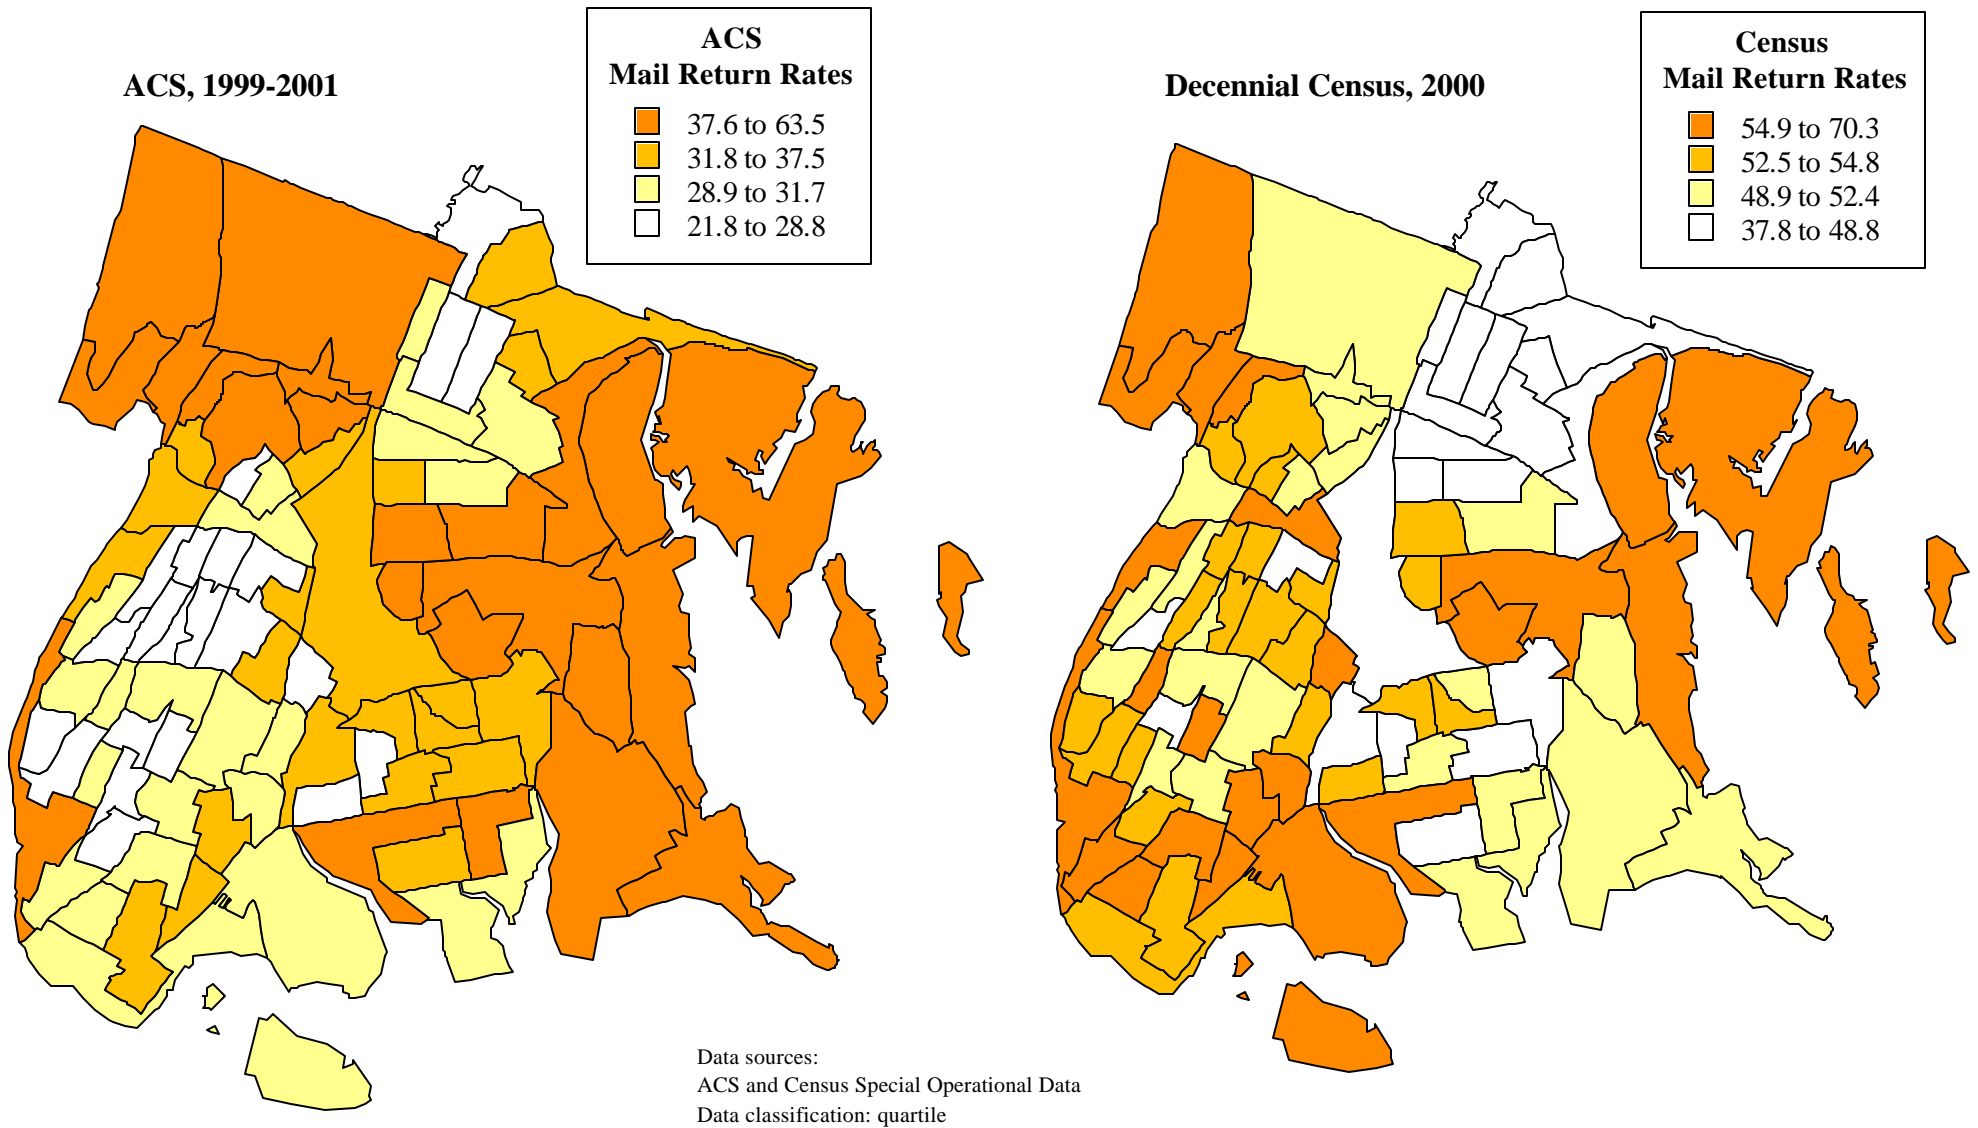 ACS, 1999-2001
ACS
Mail Return Rates
37.6 to 63.5
31.8 to 37.5
28.9 to 31.7
21.8 to 28.8
Decennial Census, 2000
Census
Mail Return Rates
54.9 to 70.3
52.5 to 54.8
48.9 to 52.4
37.8 to 48.8
Data sources:
ACS and Census Special Operational Data
Data classification: quartile